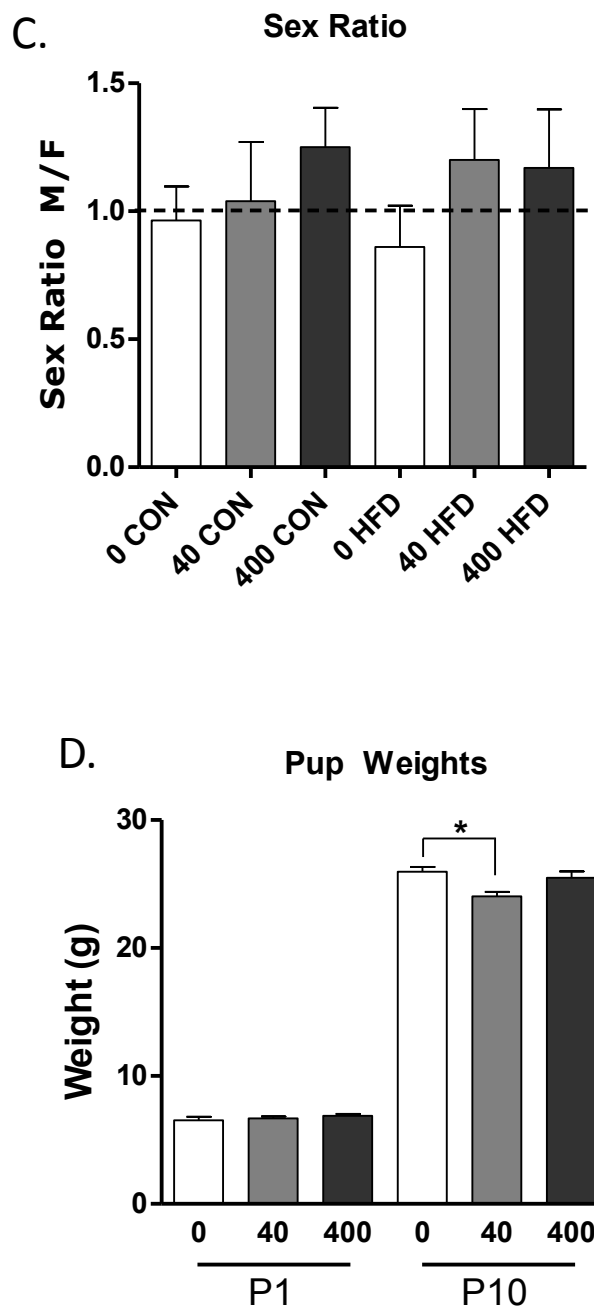 C.
Sex Ratio
Sex Ratio M/F
1.5
1.0
0.5
0.0
0 CON
40 CON
400 CON
0 HFD
40 HFD
400 HFD
D.
Pup Weights
Weight (g)
30
20
10
0
*
0 40 400 0 40 400
P1 P10